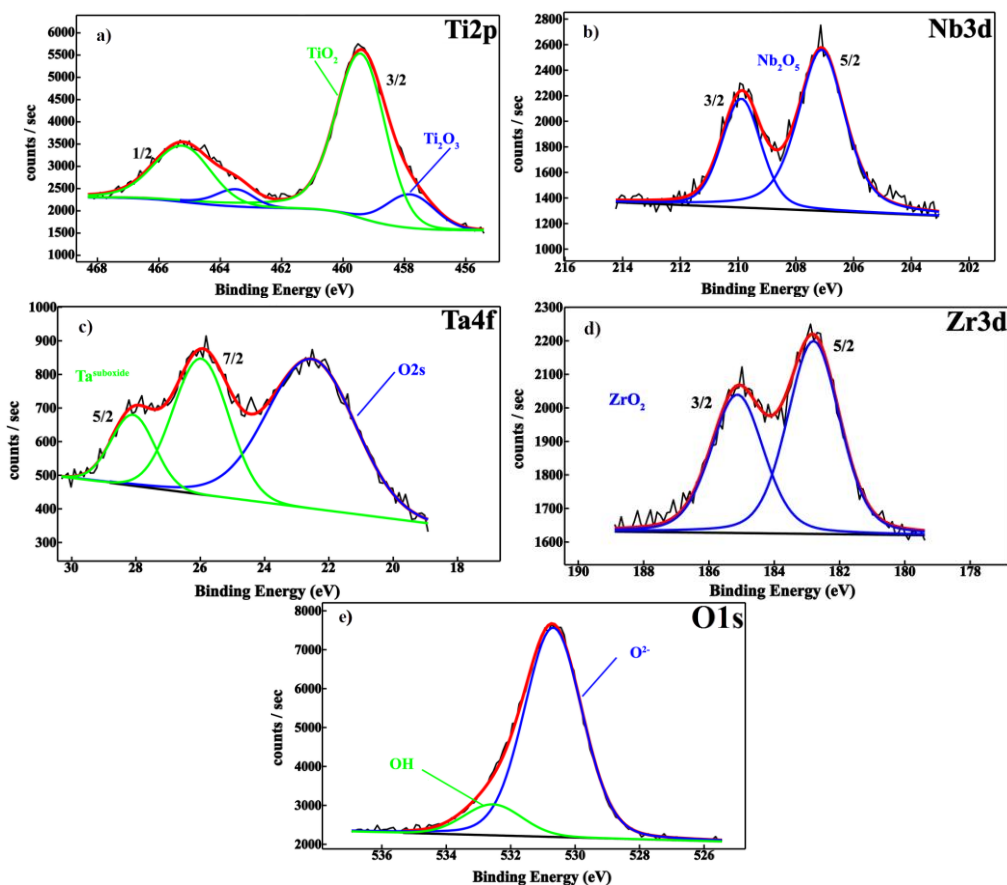 a)
Ti2p
TiO₂
3/2
1/2
Ti₂O₃
counts / sec
6000
5000
4000
3000
2000
1000
468 466 464 462 460 458 456
Binding Energy (eV)
b)
Nb3d
Nb₂O₅
5/2
3/2
counts / sec
2800
2600
2400
2200
2000
1800
1600
1400
1200
1000
216 214 212 210 208 206 204 202
Binding Energy (eV)
c)
Ta4f
7/2
O2s
Taˢᵘᵇᵒˣⁱᵈᵉ
5/2
counts / sec
1000
900
800
700
600
500
400
300
30 28 26 24 22 20 18
Binding Energy (eV)
d)
Zr3d
5/2
3/2
ZrO₂
counts / sec
2300
2200
2100
2000
1900
1800
1700
1600
190 188 186 184 182 180 178
Binding Energy (eV)
e)
O1s
O²⁻
OH
counts / sec
8000
7000
6000
5000
4000
3000
2000
536 534 532 530 528 526
Binding Energy (eV)